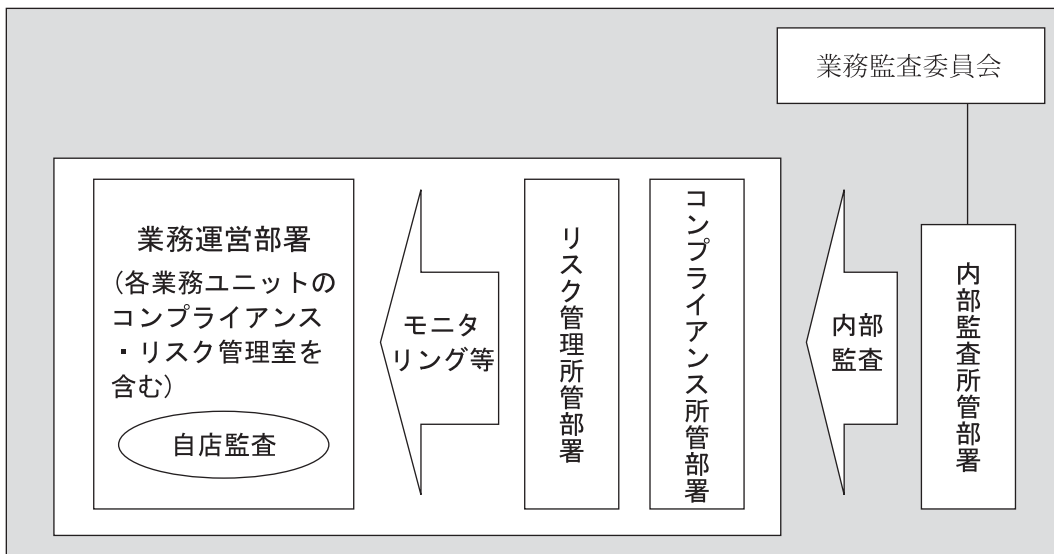 業務監査委員会
業務運営部署
(各業務ユニットの
コンプライアンス
・リスク管理室を
含む)
自店監査
モニタ
リング等
リスク管理所管部署
コンプライアンス所管部署
内部
監査
内部監査所管部署